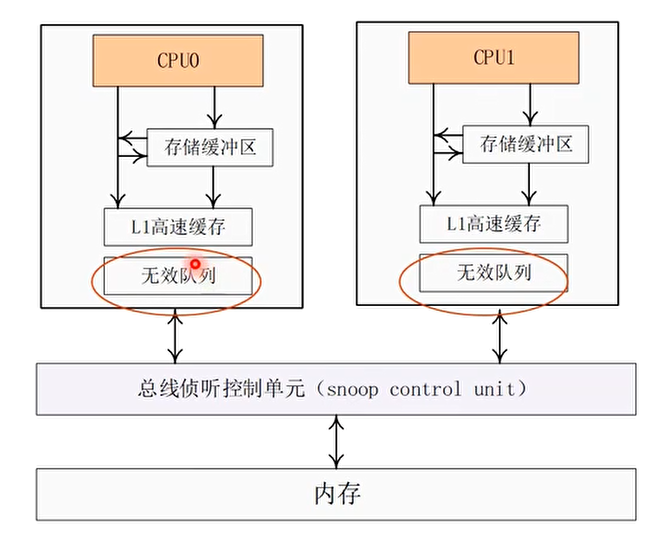 CPU0
CPU1
存储缓冲区
存储缓冲区
L1高速缓存
L1高速缓存
无效队列
无效队列
总线侦听控制单元（snoop control unit）
内存